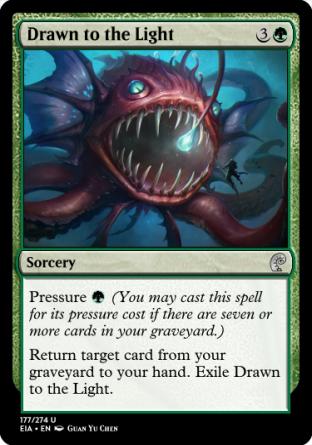 Drawn to the Light 3
Sorcery
Pressure (You may cast this spell
for its pressure cost if there are seven or
more cards in your graveyard.)
Return target card from your
graveyard to your hand. Exile Drawn
to the Light.
177/274 U
EIA • EN Guan Yu Chen